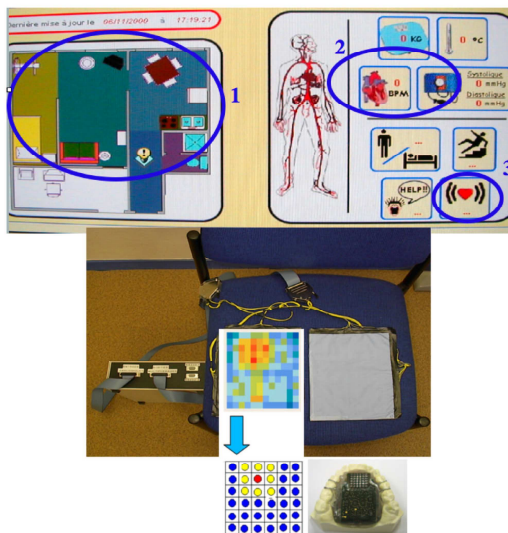 Dernière mise à jour le 06/11/2000 à 17:19:21
1
2
0 KG
0 °C
0
BPM
Systolique
0 mmHg
Diastolique
0 mmHg
...
...
3
HELP!!
...
...